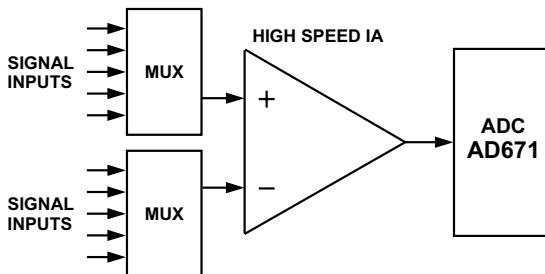 HIGH SPEED IA
SIGNAL
INPUTS
MUX
+
ADC
AD671
−
SIGNAL
INPUTS
MUX